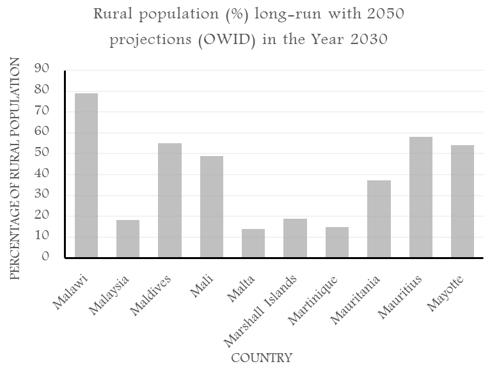 Rural population (%) long-run with 2050
projections (OWID) in the Year 2030
PERCENTAGE OF RURAL POPULATION
90
80
70
60
50
40
30
20
10
0
Malawi
Malaysia
Maldives
Mali
Malta
Marshall Islands
Martinique
Mauritania
Mauritius
Mayotte
COUNTRY